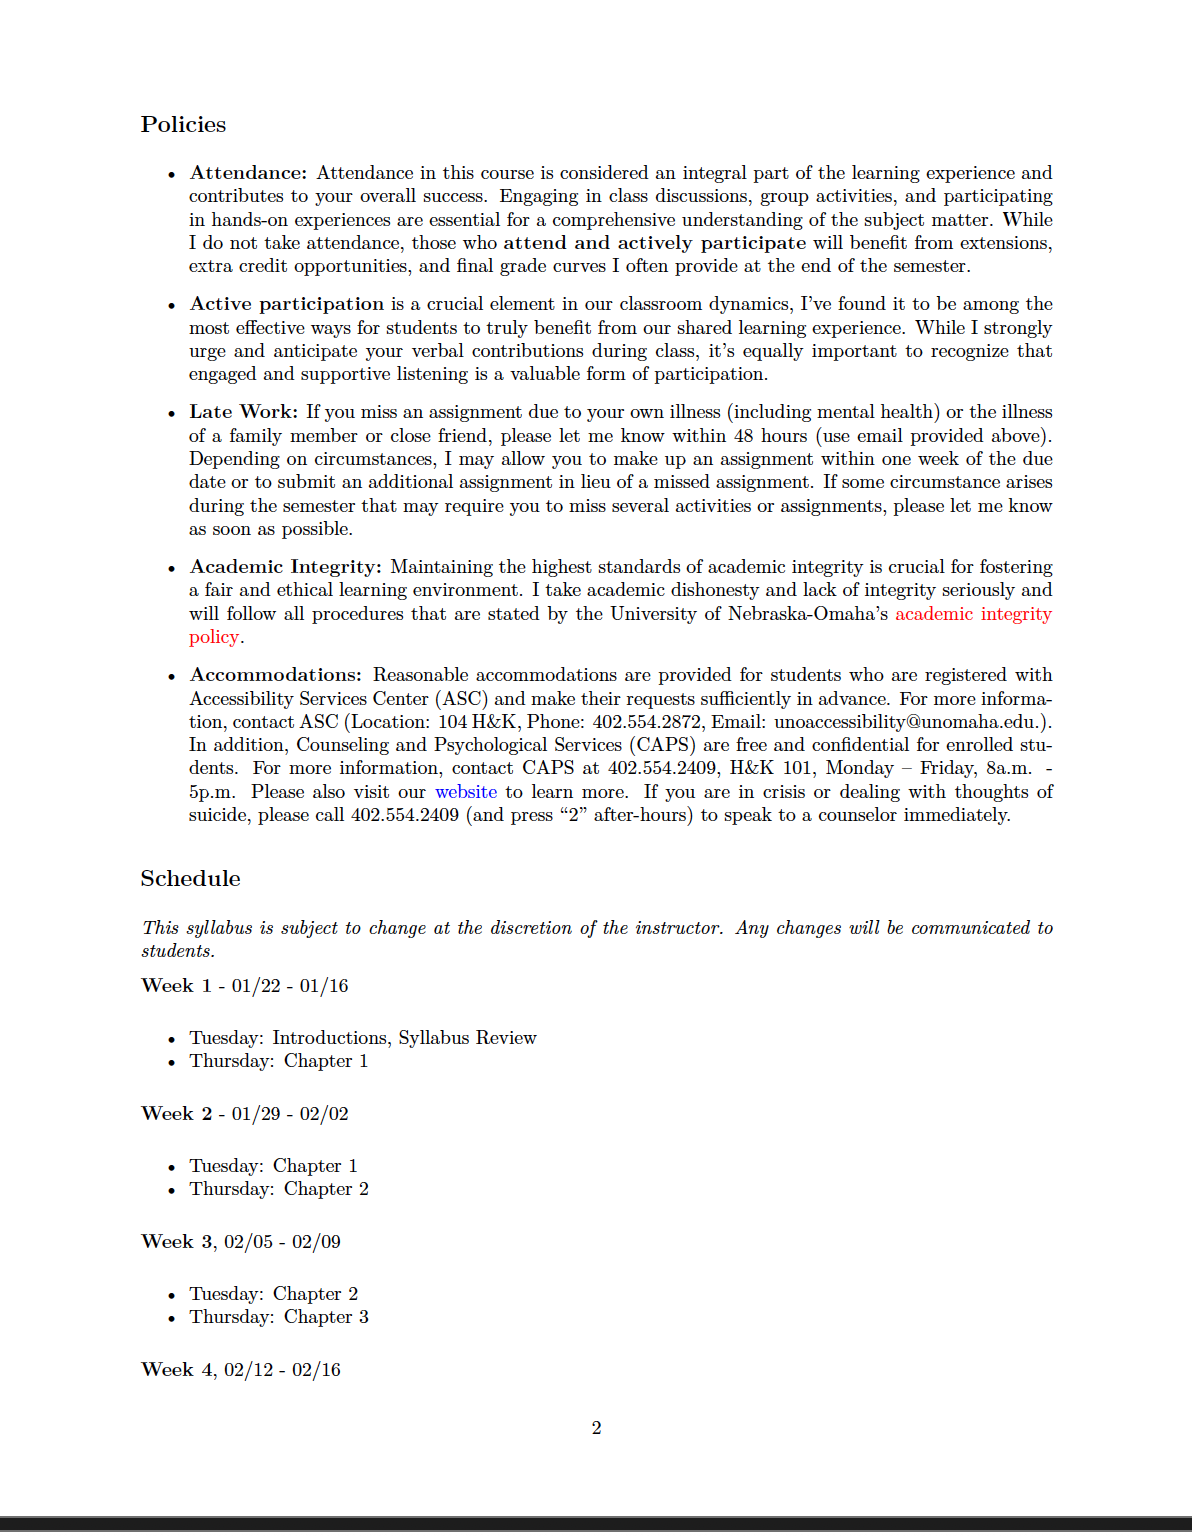 Policies
• Attendance: Attendance in this course is considered an integral part of the learning experience and
contributes to your overall success. Engaging in class discussions, group activities, and participating
in hands-on experiences are essential for a comprehensive understanding of the subject matter. While
I do not take attendance, those who attend and actively participate will benefit from extensions,
extra credit opportunities, and final grade curves I often provide at the end of the semester.
• Active participation is a crucial element in our classroom dynamics, I've found it to be among the
most effective ways for students to truly benefit from our shared learning experience. While I strongly
urge and anticipate your verbal contributions during class, it's equally important to recognize that
engaged and supportive listening is a valuable form of participation.
• Late Work: If you miss an assignment due to your own illness (including mental health) or the illness
of a family member or close friend, please let me know within 48 hours (use email provided above).
Depending on circumstances, I may allow you to make up an assignment within one week of the due
date or to submit an additional assignment in lieu of a missed assignment. If some circumstance arises
during the semester that may require you to miss several activities or assignments, please let me know
as soon as possible.
• Academic Integrity: Maintaining the highest standards of academic integrity is crucial for fostering
a fair and ethical learning environment. I take academic dishonesty and lack of integrity seriously and
will follow all procedures that are stated by the University of Nebraska-Omaha's academic integrity
policy.
• Accommodations: Reasonable accommodations are provided for students who are registered with
Accessibility Services Center (ASC) and make their requests sufficiently in advance. For more informa-
tion, contact ASC (Location: 104 H&K, Phone: 402.554.2872, Email: unoaccessibility@unomaha.edu.).
In addition, Counseling and Psychological Services (CAPS) are free and confidential for enrolled stu-
dents. For more information, contact CAPS at 402.554.2409, H&K 101, Monday – Friday, 8a.m. -
5p.m. Please also visit our website to learn more. If you are in crisis or dealing with thoughts of
suicide, please call 402.554.2409 (and press “2” after-hours) to speak to a counselor immediately.
Schedule
This syllabus is subject to change at the discretion of the instructor. Any changes will be communicated to
students.
Week 1 - 01/22 - 01/16
• Tuesday: Introductions, Syllabus Review
• Thursday: Chapter 1
Week 2 - 01/29 - 02/02
• Tuesday: Chapter 1
• Thursday: Chapter 2
Week 3, 02/05 - 02/09
• Tuesday: Chapter 2
• Thursday: Chapter 3
Week 4, 02/12 - 02/16
2